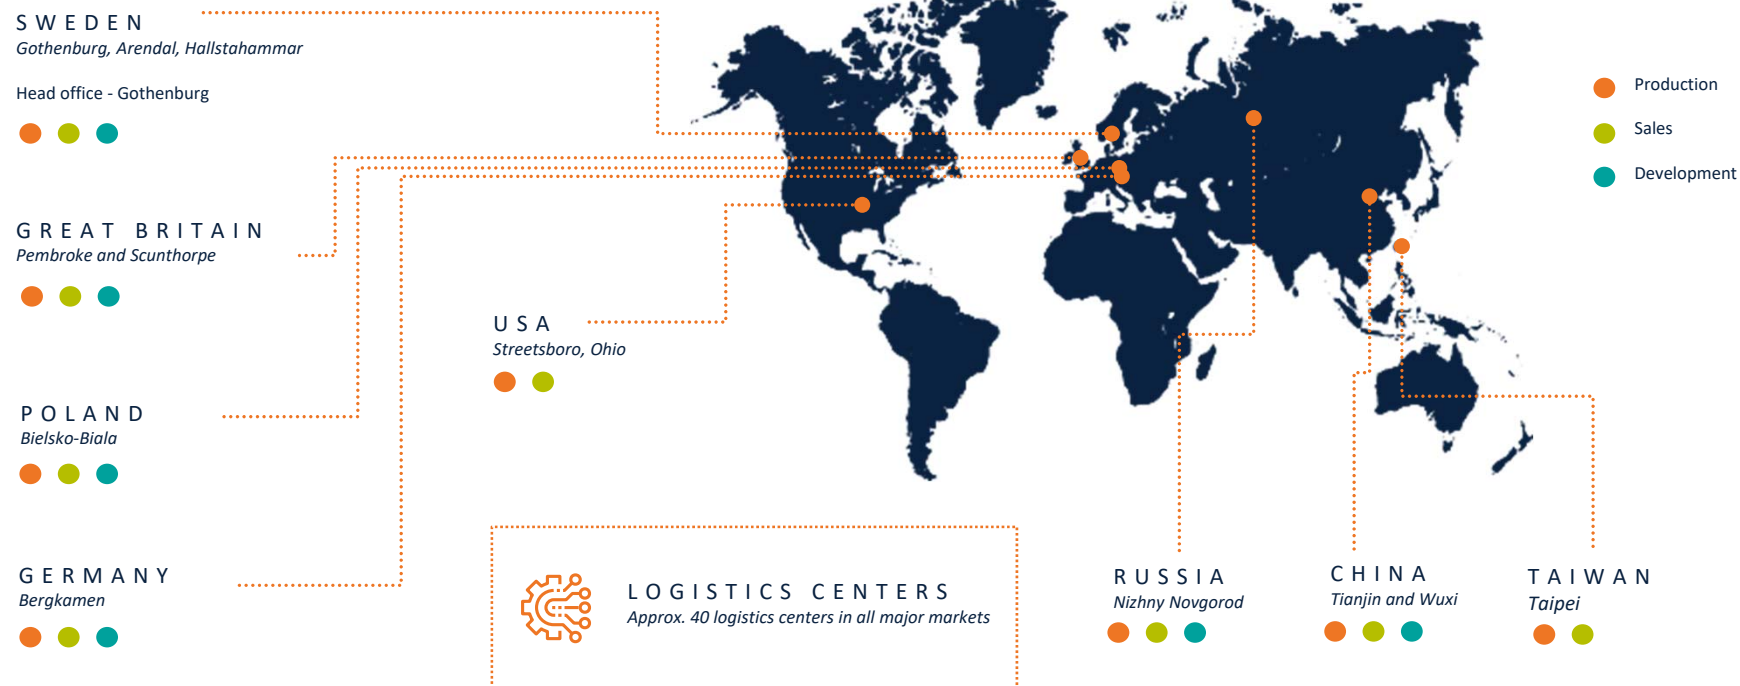 SWEDEN
Gothenburg, Arendal, Hallstahammar
Head office - Gothenburg
GREAT BRITAIN
Pembroke and Scunthorpe
POLAND
Bielsko-Biala
GERMANY
Bergkamen
USA
Streetsboro, Ohio
LOGISTICS CENTERS
Approx. 40 logistics centers in all major markets
RUSSIA
Nizhny Novgorod
CHINA
Tianjin and Wuxi
TAIWAN
Taipei
Production
Sales
Development